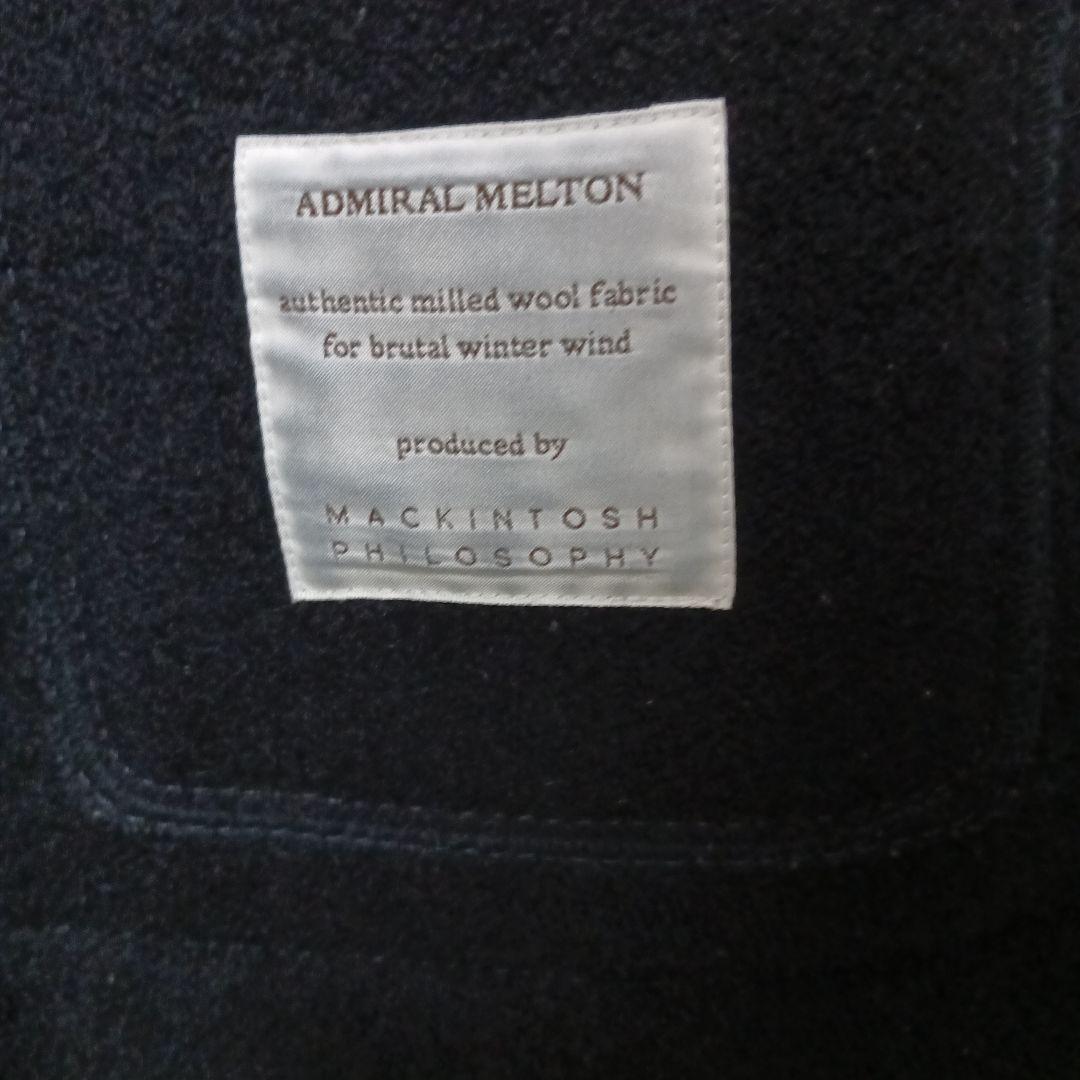 ADMIRAL MELTON
authentic milled wool fabric
for brutal winter wind
produced by
MACKINTOSH
PHILOSOPHY